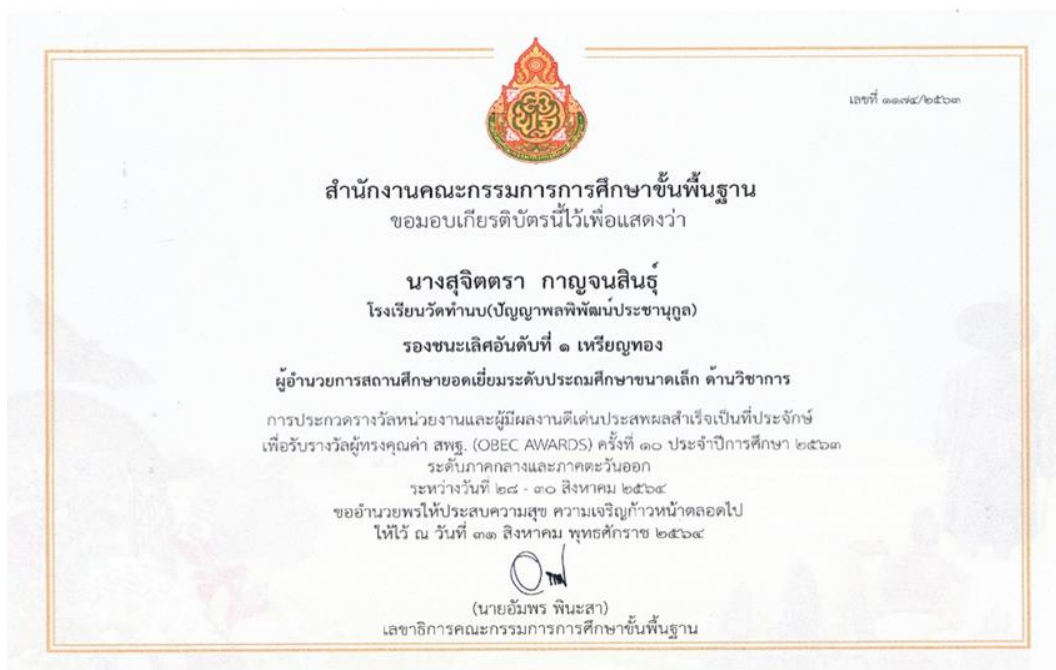 เลขที่ ๑๑๗๔/๒๕๖๓
สำนักงานคณะกรรมการการศึกษาขั้นพื้นฐาน
ขอมอบเกียรติบัตรนี้ไว้เพื่อแสดงว่า
นางสุจิตตรา กาญจนสินธุ์
โรงเรียนวัดทำนบ(ปัญญาพลพิพัฒน์ประชานุกูล)
รองชนะเลิศอันดับที่ ๑ เหรียญทอง
ผู้อำนวยการสถานศึกษายอดเยี่ยมระดับประถมศึกษาขนาดเล็ก ด้านวิชาการ
การประกวดรางวัลหน่วยงานและผู้มีผลงานดีเด่นประสพผลสำเร็จเป็นที่ประจักษ์
เพื่อรับรางวัลผู้ทรงคุณค่า สพฐ. (OBEC AWARDS) ครั้งที่ ๑๐ ประจำปีการศึกษา ๒๕๖๓
ระดับภาคกลางและภาคตะวันออก
ระหว่างวันที่ ๒๘ - ๓๐ สิงหาคม ๒๕๖๔
ขออำนวยพรให้ประสบความสุข ความเจริญก้าวหน้าตลอดไป
ให้ไว้ ณ วันที่ ๓๑ สิงหาคม พุทธศักราช ๒๕๖๔
(นายอัมพร พินะสา)
เลขาธิการคณะกรรมการการศึกษาขั้นพื้นฐาน